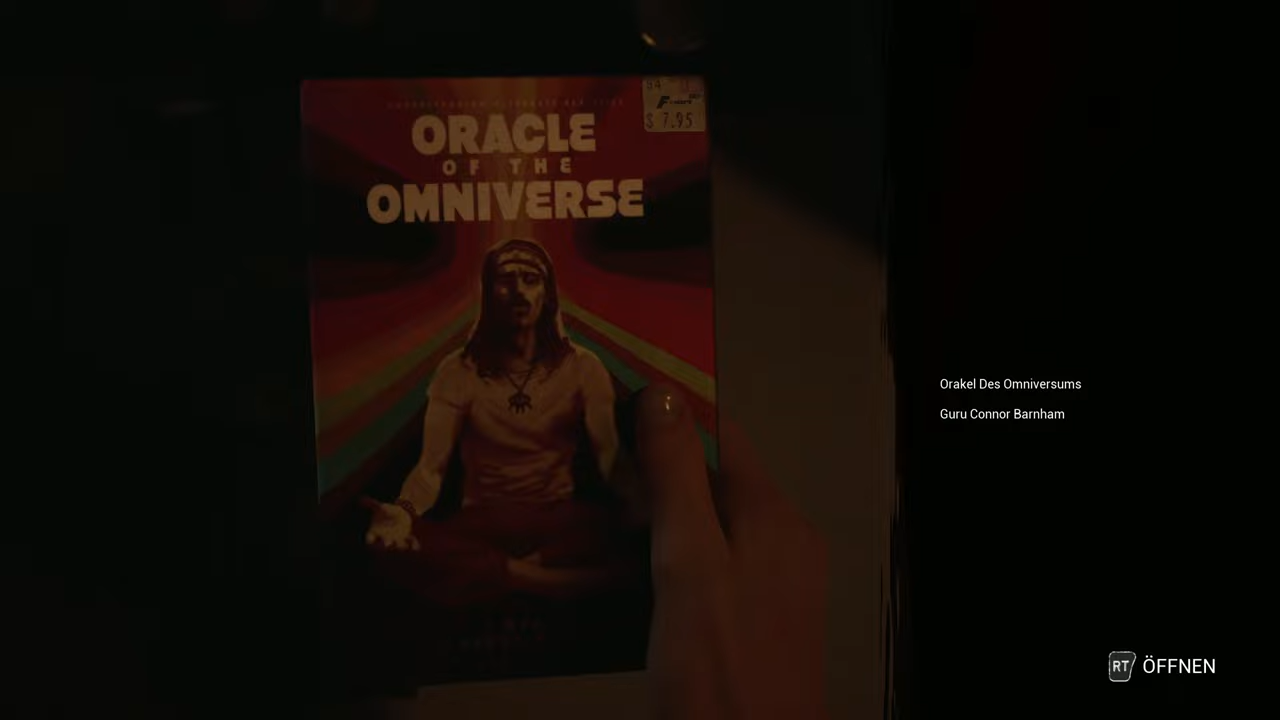 $ 7.95
ORACLE
OF THE
OMNIVERSE
Orakel Des Omniversums
Guru Connor Barnham
RT ÖFFNEN